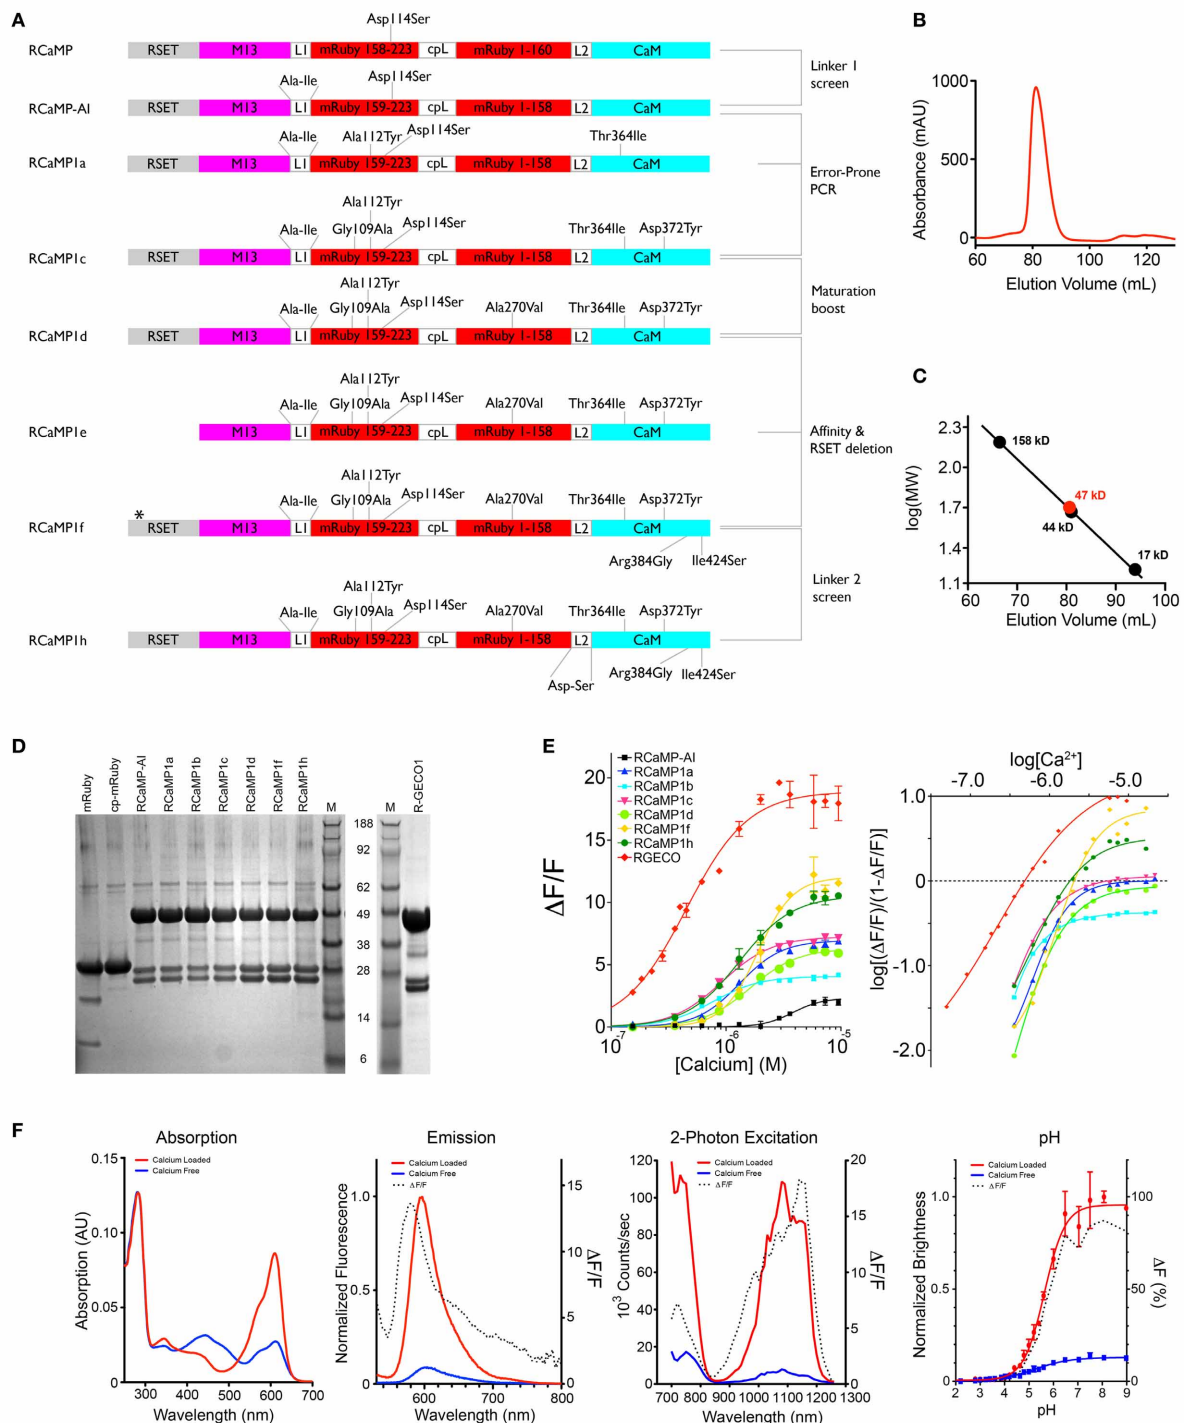 A
Asp114Ser
RCaMP
RSET M13 L1 mRuby 158-223 cpL mRuby 1-160 L2 CaM
Linker 1
screen
Ala-Ile Asp114Ser
RCaMP-AI
RSET M13 L1 mRuby 159-223 cpL mRuby 1-158 L2 CaM
Ala-Ile Ala112Tyr Asp114Ser Thr364Ile
RCaMP1a
RSET M13 L1 mRuby 159-223 cpL mRuby 1-158 L2 CaM
Error-Prone
PCR
Ala112Tyr
Ala-Ile Gly109Ala Asp114Ser Thr364Ile Asp372Tyr
RCaMP1c
RSET M13 L1 mRuby 159-223 cpL mRuby 1-158 L2 CaM
Maturation
boost
Ala112Tyr
Ala-Ile Gly109Ala Asp114Ser Ala270Val Thr364Ile Asp372Tyr
RCaMP1d
RSET M13 L1 mRuby 159-223 cpL mRuby 1-158 L2 CaM
Ala112Tyr
Ala-Ile Gly109Ala Asp114Ser Ala270Val Thr364Ile Asp372Tyr
RCaMP1e
M13 L1 mRuby 159-223 cpL mRuby 1-158 L2 CaM
Affinity &
RSET deletion
Ala112Tyr
Ala-Ile Gly109Ala Asp114Ser Ala270Val Thr364Ile Asp372Tyr
*
RCaMP1f
RSET M13 L1 mRuby 159-223 cpL mRuby 1-158 L2 CaM
Arg384Gly Ile424Ser
Linker 2
screen
Ala112Tyr
Ala-Ile Gly109Ala Asp114Ser Ala270Val Thr364Ile Asp372Tyr
RCaMP1h
RSET M13 L1 mRuby 159-223 cpL mRuby 1-158 L2 CaM
Asp-Ser Arg384Gly Ile424Ser
B
Absorbance (mAU)
1000
500
0
60 80 100 120
Elution Volume (mL)
C
log(MW)
2.3
2.0
1.7
1.4
1.1
158 kD
47 kD
44 kD
17 kD
60 70 80 90 100
Elution Volume (mL)
D
mRuby
cp-mRuby
RCaMP-AI
RCaMP1a
RCaMP1b
RCaMP1c
RCaMP1d
RCaMP1f
RCaMP1h
M
M
R-GECO1
188
92
62
49
38
28
14
6
E
ΔF/F
20
15
10
5
0
RCaMP-AI
RCaMP1a
RCaMP1b
RCaMP1c
RCaMP1d
RCaMP1f
RCaMP1h
RGECO
10-7 10-6 10-5
[Calcium] (M)
log[Ca2+]
-7.0 -6.0 -5.0
log[(ΔF/F)/(1-ΔF/F)]
1.0
0
-1.0
-2.0
F
Absorption
Calcium Loaded
Calcium Free
Absorption (AU)
0.15
0.10
0.05
0.00
300 400 500 600 700
Wavelength (nm)
Emission
Calcium Loaded
Calcium Free
ΔF/F
Normalized Fluorescence
1.0
0.5
0
15
10
5
0
ΔF/F
600 700 800
Wavelength (nm)
2-Photon Excitation
Calcium Loaded
Calcium Free
ΔF/F
10³ Counts/sec
120
100
80
60
40
20
0
20
15
10
5
0
ΔF/F
700 800 900 1000 1100 1300
Wavelength (nm)
pH
Calcium Loaded
Calcium Free
ΔF/F
Normalized Brightness
1.0
0.5
0
100
50
0
ΔF (%)
2 3 4 5 6 7 8 9
pH